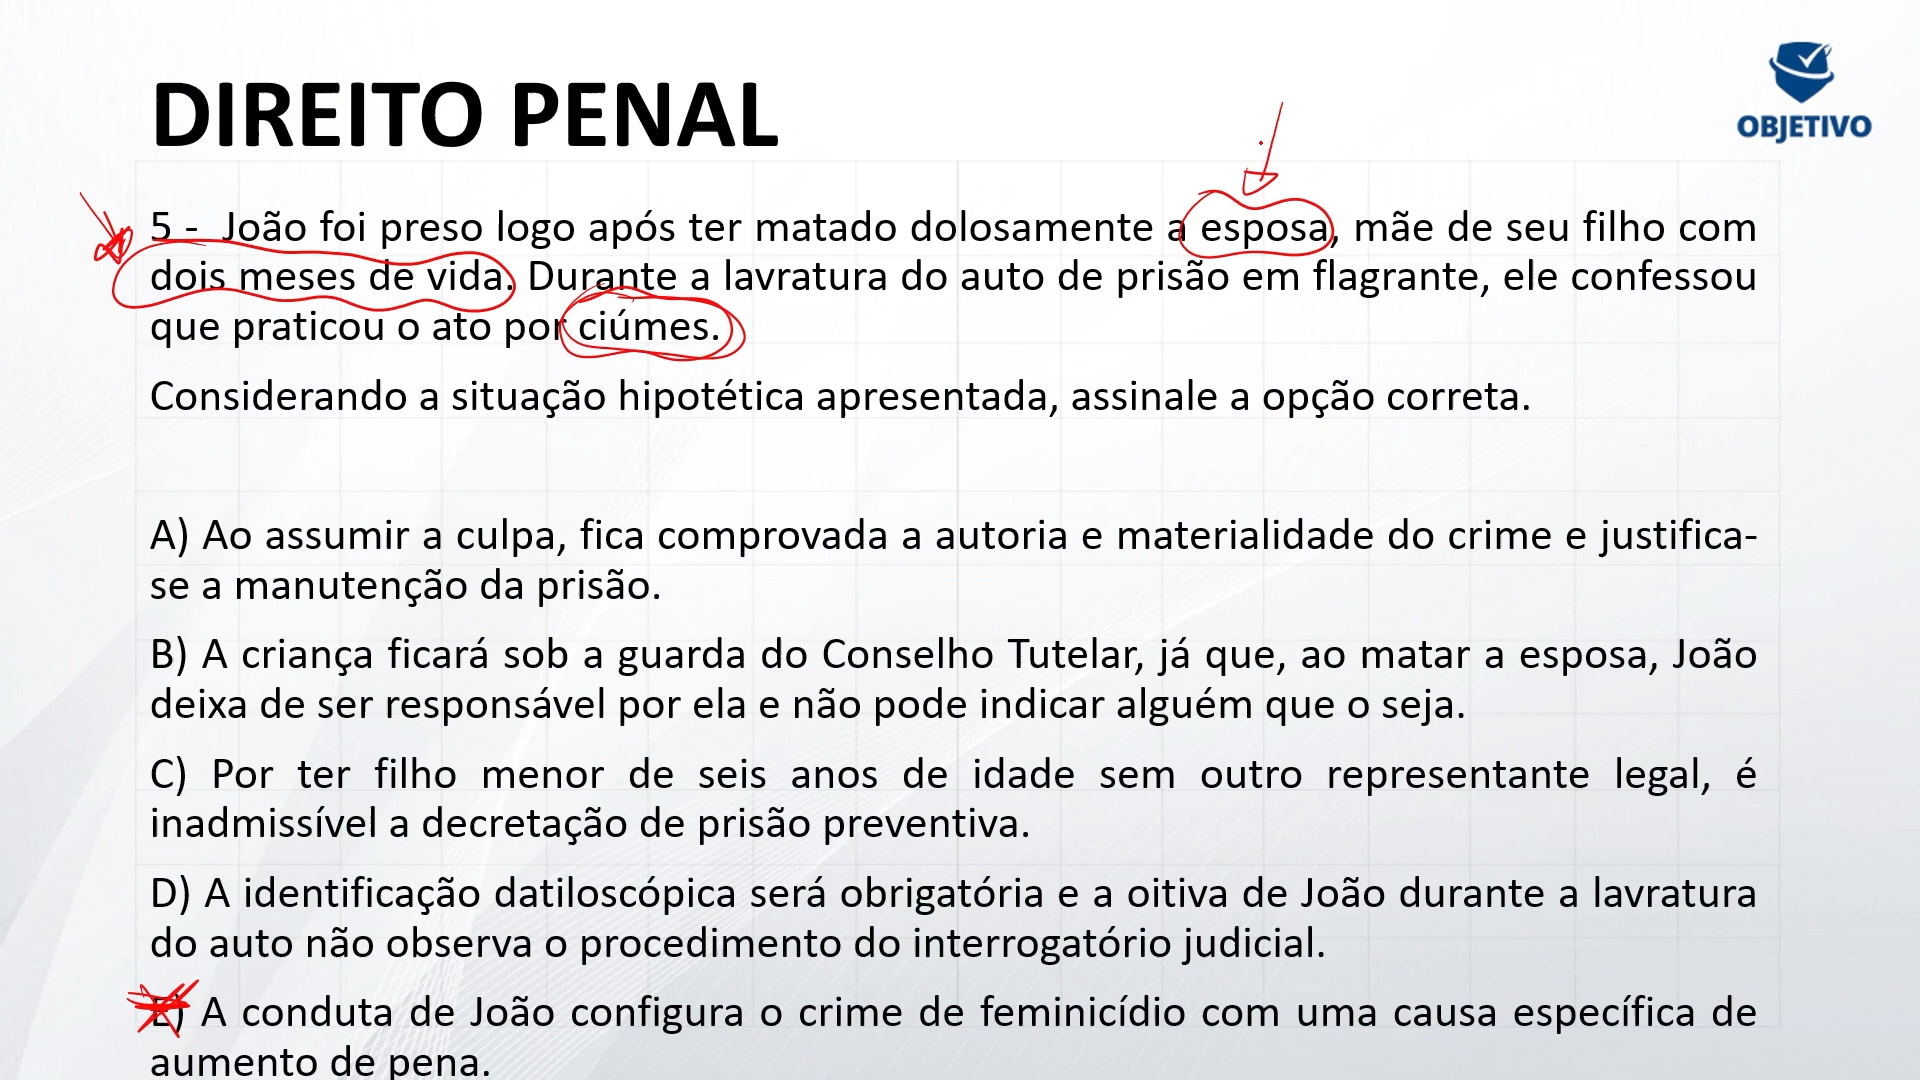 DIREITO PENAL
OBJETIVO
5 - João foi preso logo após ter matado dolosamente a esposa, mãe de seu filho com
dois meses de vida. Durante a lavratura do auto de prisão em flagrante, ele confessou
que praticou o ato por ciúmes.
Considerando a situação hipotética apresentada, assinale a opção correta.
A) Ao assumir a culpa, fica comprovada a autoria e materialidade do crime e justifica-
se a manutenção da prisão.
B) A criança ficará sob a guarda do Conselho Tutelar, já que, ao matar a esposa, João
deixa de ser responsável por ela e não pode indicar alguém que o seja.
C) Por ter filho menor de seis anos de idade sem outro representante legal, é
inadmissível a decretação de prisão preventiva.
D) A identificação datiloscópica será obrigatória e a oitiva de João durante a lavratura
do auto não observa o procedimento do interrogatório judicial.
E) A conduta de João configura o crime de feminicídio com uma causa específica de
aumento de pena.